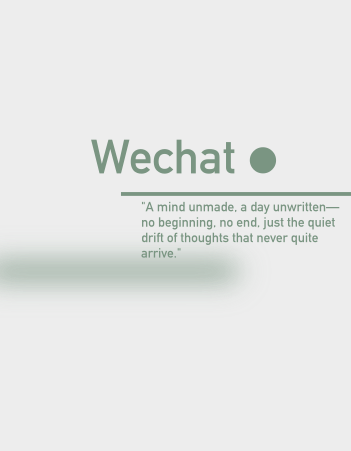 Wechat
"A mind unmade, a day unwritten—
no beginning, no end, just the quiet
drift of thoughts that never quite
arrive."